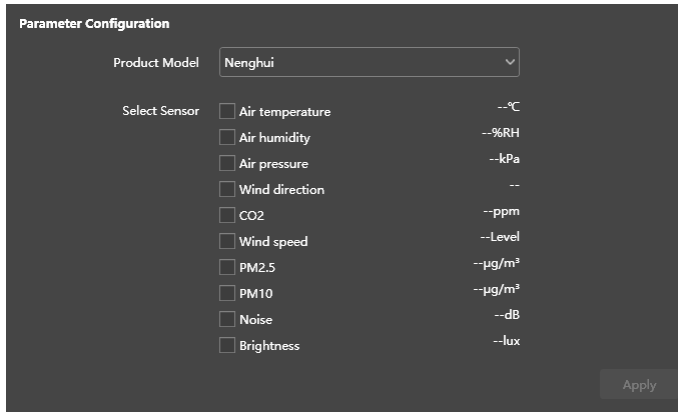 Parameter Configuration
Product Model Nenghui
Select Sensor Air temperature --℃
Air humidity --%RH
Air pressure --kPa
Wind direction --
CO2 --ppm
Wind speed --Level
PM2.5 --μg/m³
PM10 --μg/m³
Noise --dB
Brightness --lux
Apply